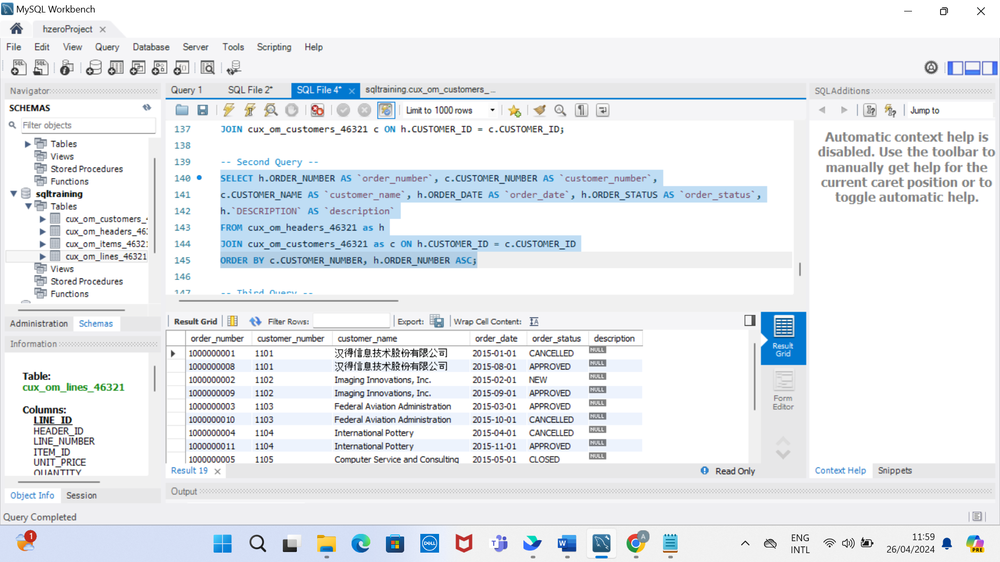 MySQL Workbench
hzeroProject
File Edit View Query Database Server Tools Scripting Help
Navigator
SCHEMAS
Filter objects
Tables
Views
Stored Procedures
Functions
sqltraining
Tables
cux_om_customers_
cux_om_headers_46
cux_om_items_4632
cux_om_lines_46321
Views
Stored Procedures
Functions
Administration Schemas
Information
Table:
cux_om_lines_46321
Columns:
LINE_ID
HEADER_ID
LINE_NUMBER
ITEM_ID
UNIT_PRICE
QUANTITY
Object Info Session
Query Completed
Query 1 SQL File 2* SQL File 4* sqltraining.cux_om_customers_...
Limit to 1000 rows
137 JOIN cux_om_customers_46321 c ON h.CUSTOMER_ID = c.CUSTOMER_ID;
138
139 -- Second Query --
140 SELECT h.ORDER_NUMBER AS `order_number`, c.CUSTOMER_NUMBER AS `customer_number`,
141 c.CUSTOMER_NAME AS `customer_name`, h.ORDER_DATE AS `order_date`, h.ORDER_STATUS AS `order_status`,
142 h.`DESCRIPTION` AS `description`
143 FROM cux_om_headers_46321 as h
144 JOIN cux_om_customers_46321 as c ON h.CUSTOMER_ID = c.CUSTOMER_ID
145 ORDER BY c.CUSTOMER_NUMBER, h.ORDER_NUMBER ASC;
146
147 -- Third Query --
Result Grid Filter Rows: Export: Wrap Cell Content:
order_number customer_number customer_name order_date order_status description
1000000001 1101 汉得信息技术股份有限公司 2015-01-01 CANCELLED NULL
1000000008 1101 汉得信息技术股份有限公司 2015-08-01 APPROVED NULL
1000000002 1102 Imaging Innovations, Inc. 2015-02-01 NEW NULL
1000000009 1102 Imaging Innovations, Inc. 2015-09-01 APPROVED NULL
1000000003 1103 Federal Aviation Administration 2015-03-01 APPROVED NULL
1000000010 1103 Federal Aviation Administration 2015-10-01 CANCELLED NULL
1000000004 1104 International Pottery 2015-04-01 CANCELLED NULL
1000000011 1104 International Pottery 2015-11-01 APPROVED NULL
1000000005 1105 Computer Service and Consulting 2015-05-01 CLOSED NULL
Result Grid
Form Editor
Result 19
Read Only
Output
SQLAdditions
Jump to
Automatic context help is
disabled. Use the toolbar to
manually get help for the
current caret position or to
toggle automatic help.
Context Help Snippets
1
DELL
ENG
INTL
11:59
26/04/2024
PRE